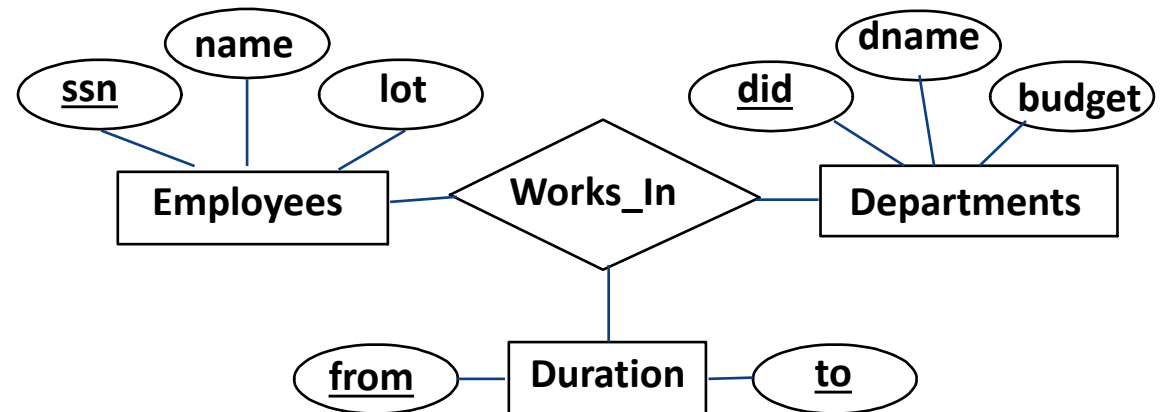 name
dname
ssn
lot
did
budget
Employees
Works_In
Departments
from
Duration
to